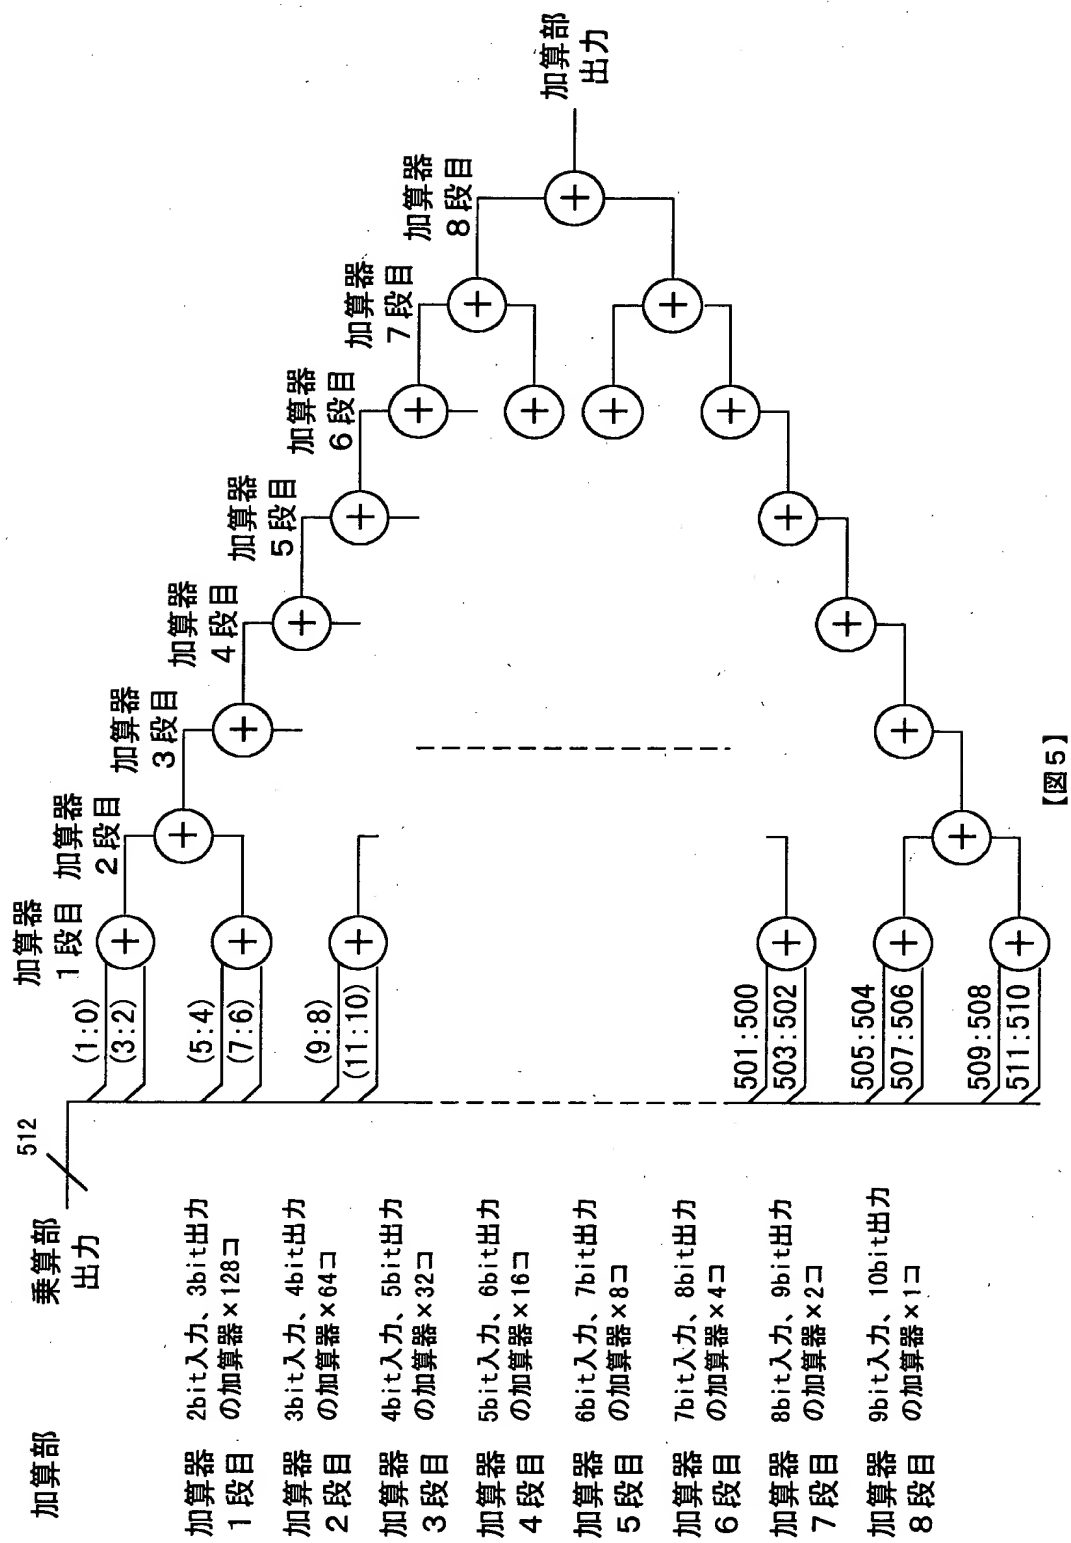 加算部
乗算部
出力
512
加算器
1段目
2bit入力、3bit出力
の加算器×128コ
加算器
2段目
3bit入力、4bit出力
の加算器×64コ
加算器
3段目
4bit入力、5bit出力
の加算器×32コ
加算器
4段目
5bit入力、6bit出力
の加算器×16コ
加算器
5段目
6bit入力、7bit出力
の加算器×8コ
加算器
6段目
7bit入力、8bit出力
の加算器×4コ
加算器
7段目
8bit入力、9bit出力
の加算器×2コ
加算器
8段目
9bit入力、10bit出力
の加算器×1コ
(1:0)
(3:2)
(5:4)
(7:6)
(9:8)
(11:10)
501:500
503:502
505:504
507:506
509:508
511:510
加算器
1段目
加算器
2段目
加算器
3段目
加算器
4段目
加算器
5段目
加算器
6段目
加算器
7段目
加算器
8段目
加算部
出力
【図5】